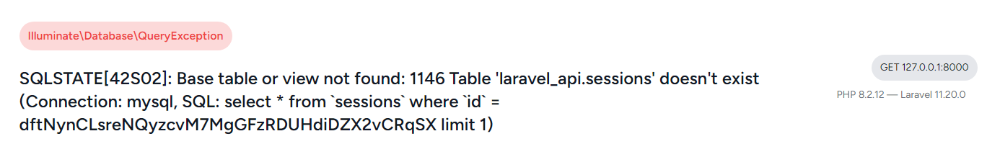 Illuminate\Database\QueryException
SQLSTATE[42S02]: Base table or view not found: 1146 Table 'laravel_api.sessions' doesn't exist
(Connection: mysql, SQL: select * from `sessions` where `id` =
dftNynCLsreNQyzcvM7MgGFzRDUHdiDZX2vCRqSX limit 1)
GET 127.0.0.1:8000
PHP 8.2.12 — Laravel 11.20.0